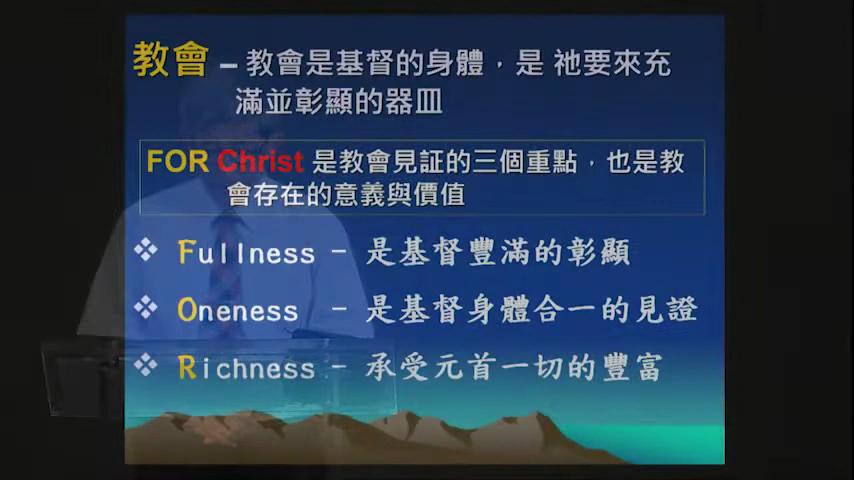 教會 – 教會是基督的身體，是 祂要來充
滿並彰顯的器皿
FOR Christ 是教會見証的三個重點，也是教
會存在的意義與價值
❖ Fullness – 是基督豐滿的彰顯
❖ Oneness – 是基督身體合一的見證
❖ Richness – 承受元首一切的豐富